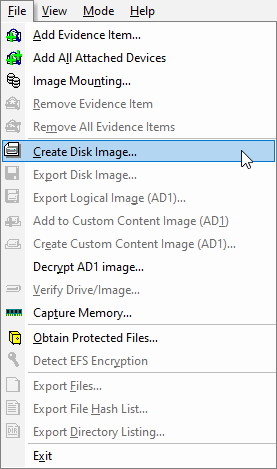 File View Mode Help
Add Evidence Item...
Add All Attached Devices
Image Mounting...
Remove Evidence Item
Remove All Evidence Items
Create Disk Image...
Export Disk Image...
Export Logical Image (AD1)...
Add to Custom Content Image (AD1)
Create Custom Content Image (AD1)...
Decrypt AD1 image...
Verify Drive/Image...
Capture Memory...
Obtain Protected Files...
Detect EFS Encryption
Export Files...
Export File Hash List...
Export Directory Listing...
Exit